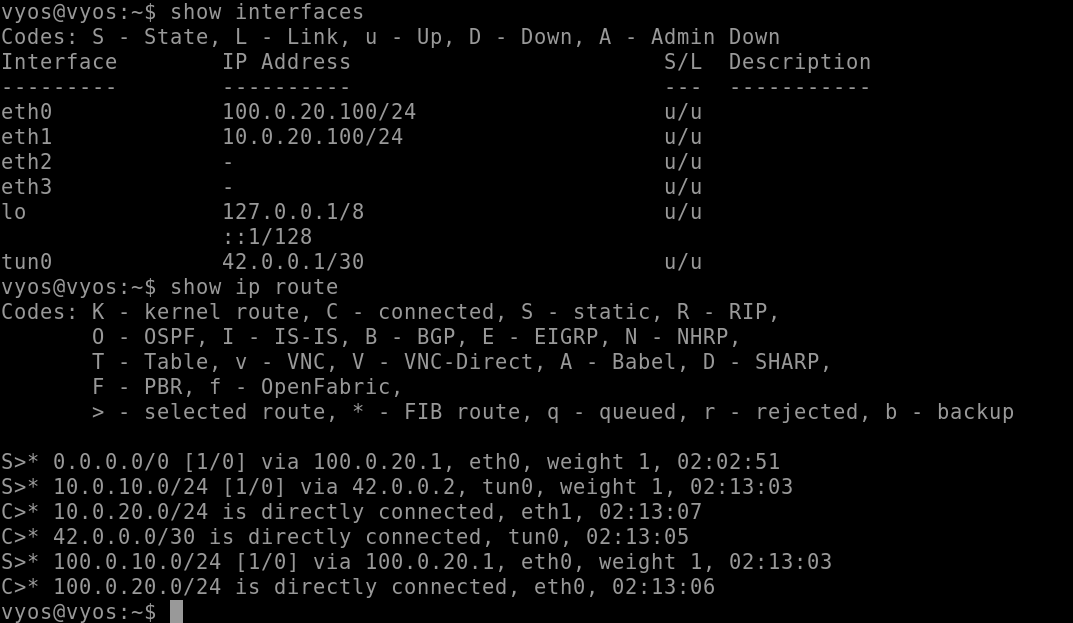 vyos@vyos:~$ show interfaces
Codes: S - State, L - Link, u - Up, D - Down, A - Admin Down
Interface        IP Address                        S/L  Description
---------        ----------                        ---  -----------
eth0             100.0.20.100/24                   u/u
eth1             10.0.20.100/24                    u/u
eth2             -                                 u/u
eth3             -                                 u/u
lo               127.0.0.1/8                       u/u
                 ::1/128
tun0             42.0.0.1/30                       u/u
vyos@vyos:~$ show ip route
Codes: K - kernel route, C - connected, S - static, R - RIP,
       O - OSPF, I - IS-IS, B - BGP, E - EIGRP, N - NHRP,
       T - Table, v - VNC, V - VNC-Direct, A - Babel, D - SHARP,
       F - PBR, f - OpenFabric,
       > - selected route, * - FIB route, q - queued, r - rejected, b - backup

S>* 0.0.0.0/0 [1/0] via 100.0.20.1, eth0, weight 1, 02:02:51
S>* 10.0.10.0/24 [1/0] via 42.0.0.2, tun0, weight 1, 02:13:03
C>* 10.0.20.0/24 is directly connected, eth1, 02:13:07
C>* 42.0.0.0/30 is directly connected, tun0, 02:13:05
S>* 100.0.10.0/24 [1/0] via 100.0.20.1, eth0, weight 1, 02:13:03
C>* 100.0.20.0/24 is directly connected, eth0, 02:13:06
vyos@vyos:~$